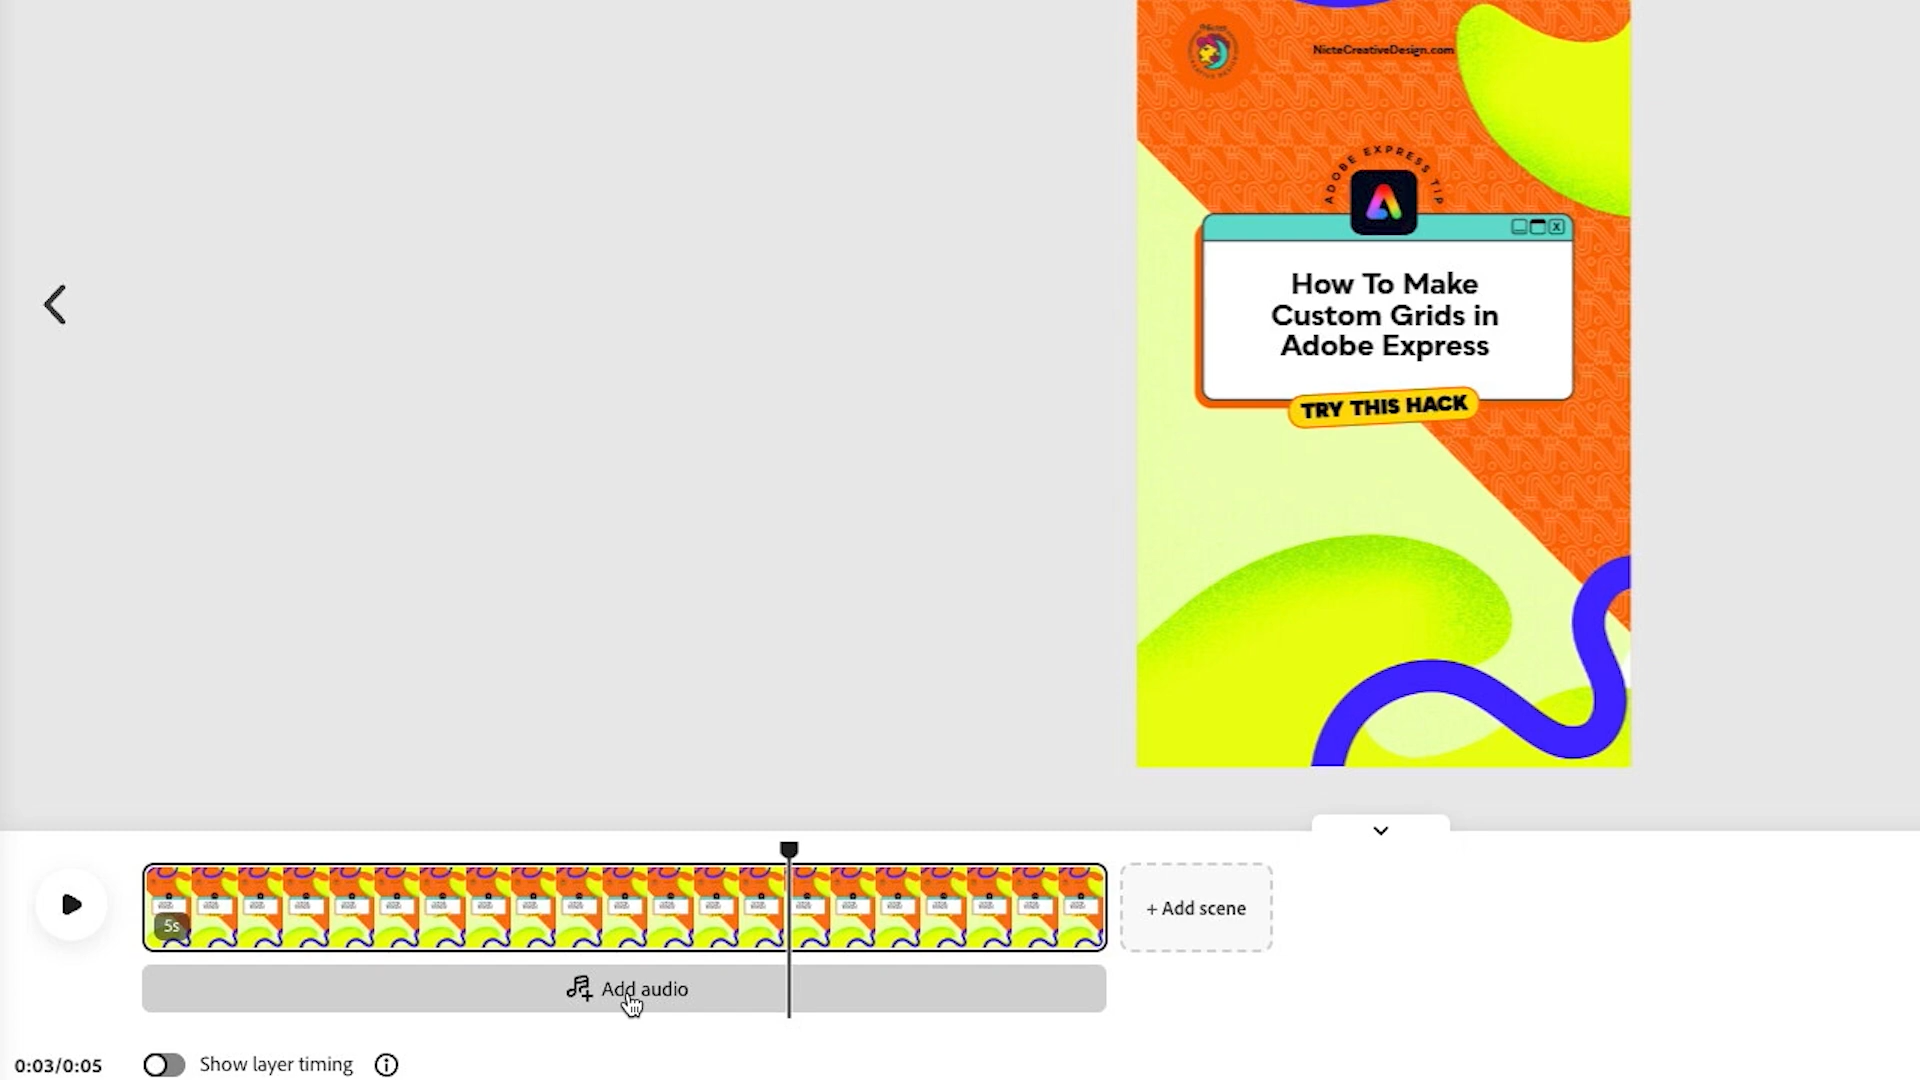 NicteCreativeDesign.com
ADOBE EXPRESS TIP
How To Make
Custom Grids in
Adobe Express
TRY THIS HACK
5s
+ Add scene
Add audio
0:03/0:05
Show layer timing